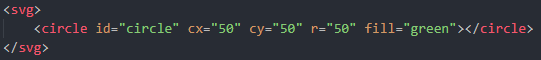 <svg>
    <circle id="circle" cx="50" cy="50" r="50" fill="green"></circle>
</svg>